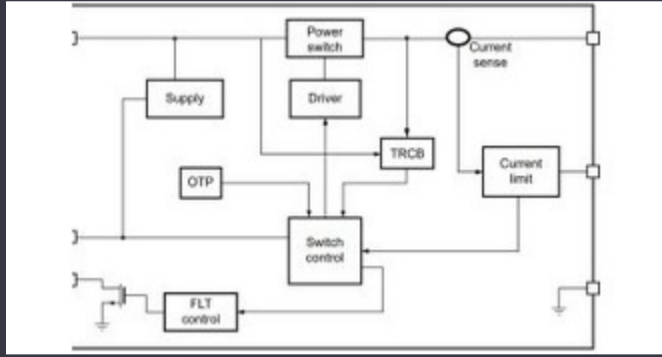 Power
switch
Current
sense
Supply
Driver
TRCB
Current
limit
OTP
Switch
control
FLT
control